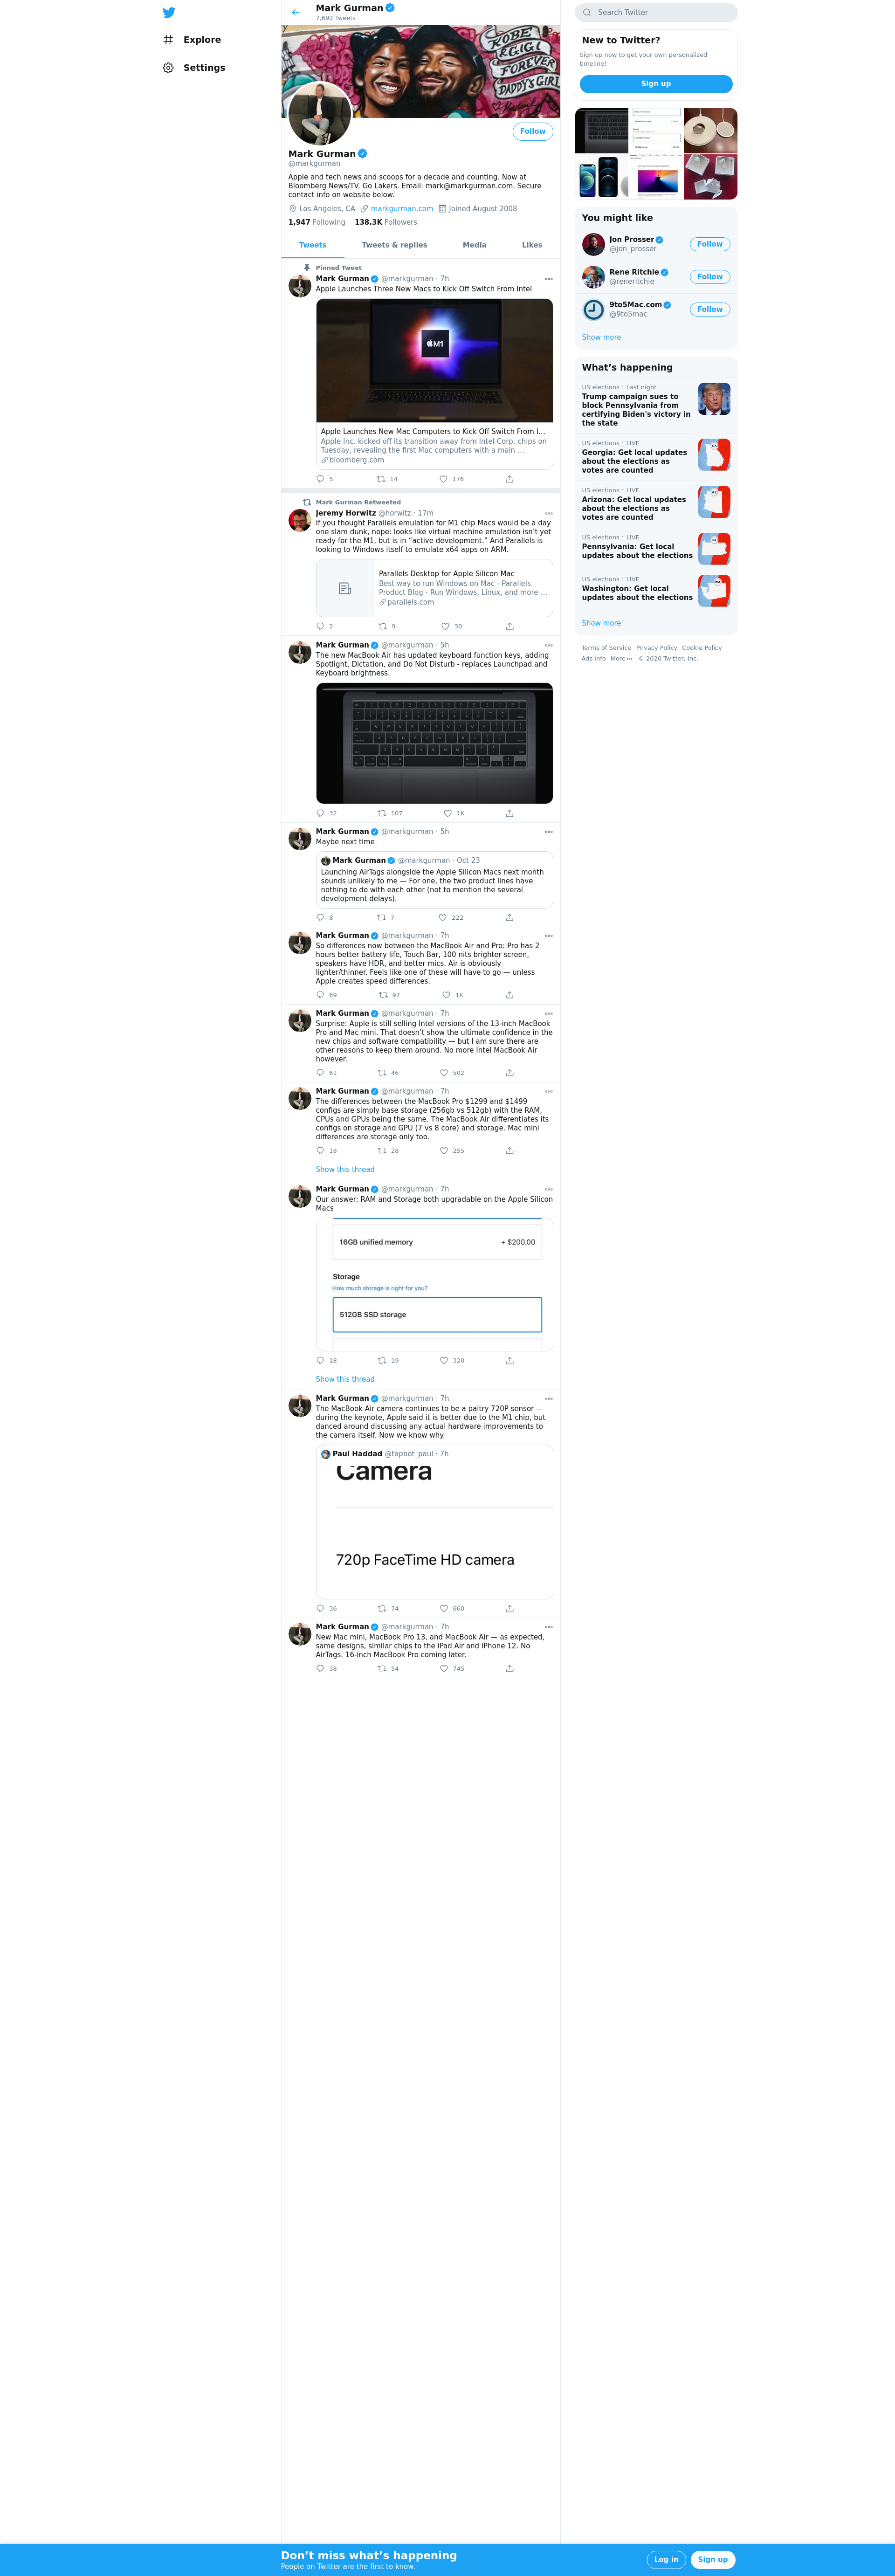 Explore
Settings
Mark Gurman
7,692 Tweets
KOBE
& GIGI
FOREVER
DADDY'S GIRL
Follow
Mark Gurman
@markgurman
Apple and tech news and scoops for a decade and counting. Now at
Bloomberg News/TV. Go Lakers. Email: mark@markgurman.com. Secure
contact info on website below.
Los Angeles, CA markgurman.com Joined August 2008
1,947 Following 138.3K Followers
Tweets Tweets & replies Media Likes
Pinned Tweet
Mark Gurman @markgurman · 7h
Apple Launches Three New Macs to Kick Off Switch From Intel
M1
Apple Launches New Mac Computers to Kick Off Switch From I...
Apple Inc. kicked off its transition away from Intel Corp. chips on
Tuesday, revealing the first Mac computers with a main ...
bloomberg.com
5 14 176
Mark Gurman Retweeted
Jeremy Horwitz @horwitz · 17m
If you thought Parallels emulation for M1 chip Macs would be a day
one slam dunk, nope: looks like virtual machine emulation isn't yet
ready for the M1, but is in "active development." And Parallels is
looking to Windows itself to emulate x64 apps on ARM.
Parallels Desktop for Apple Silicon Mac
Best way to run Windows on Mac - Parallels
Product Blog - Run Windows, Linux, and more ...
parallels.com
2 9 30
Mark Gurman @markgurman · 5h
The new MacBook Air has updated keyboard function keys, adding
Spotlight, Dictation, and Do Not Disturb - replaces Launchpad and
Keyboard brightness.
32 107 1K
Mark Gurman @markgurman · 5h
Maybe next time
Mark Gurman @markgurman · Oct 23
Launching AirTags alongside the Apple Silicon Macs next month
sounds unlikely to me — For one, the two product lines have
nothing to do with each other (not to mention the several
development delays).
8 7 222
Mark Gurman @markgurman · 7h
So differences now between the MacBook Air and Pro: Pro has 2
hours better battery life, Touch Bar, 100 nits brighter screen,
speakers have HDR, and better mics. Air is obviously
lighter/thinner. Feels like one of these will have to go — unless
Apple creates speed differences.
69 97 1K
Mark Gurman @markgurman · 7h
Surprise: Apple is still selling Intel versions of the 13-inch MacBook
Pro and Mac mini. That doesn't show the ultimate confidence in the
new chips and software compatibility — but I am sure there are
other reasons to keep them around. No more Intel MacBook Air
however.
61 46 502
Mark Gurman @markgurman · 7h
The differences between the MacBook Pro $1299 and $1499
configs are simply base storage (256gb vs 512gb) with the RAM,
CPUs and GPUs being the same. The MacBook Air differentiates its
configs on storage and GPU (7 vs 8 core) and storage. Mac mini
differences are storage only too.
18 28 255
Show this thread
Mark Gurman @markgurman · 7h
Our answer: RAM and Storage both upgradable on the Apple Silicon
Macs
16GB unified memory + $200.00
Storage
How much storage is right for you?
512GB SSD storage
18 19 320
Show this thread
Mark Gurman @markgurman · 7h
The MacBook Air camera continues to be a paltry 720P sensor —
during the keynote, Apple said it is better due to the M1 chip, but
danced around discussing any actual hardware improvements to
the camera itself. Now we know why.
Paul Haddad @tapbot_paul · 7h
Camera
720p FaceTime HD camera
36 74 660
Mark Gurman @markgurman · 7h
New Mac mini, MacBook Pro 13, and MacBook Air — as expected,
same designs, similar chips to the iPad Air and iPhone 12. No
AirTags. 16-inch MacBook Pro coming later.
38 54 745
Search Twitter
New to Twitter?
Sign up now to get your own personalized
timeline!
Sign up
You might like
Jon Prosser
@jon_prosser
Follow
Rene Ritchie
@reneritchie
Follow
9to5Mac.com
@9to5mac
Follow
Show more
What's happening
US elections · Last night
Trump campaign sues to
block Pennsylvania from
certifying Biden's victory in
the state
US elections · LIVE
Georgia: Get local updates
about the elections as
votes are counted
US elections · LIVE
Arizona: Get local updates
about the elections as
votes are counted
US elections · LIVE
Pennsylvania: Get local
updates about the elections
US elections · LIVE
Washington: Get local
updates about the elections
Show more
Terms of Service Privacy Policy Cookie Policy
Ads info More © 2020 Twitter, Inc.
Don't miss what's happening
People on Twitter are the first to know.
Log in Sign up